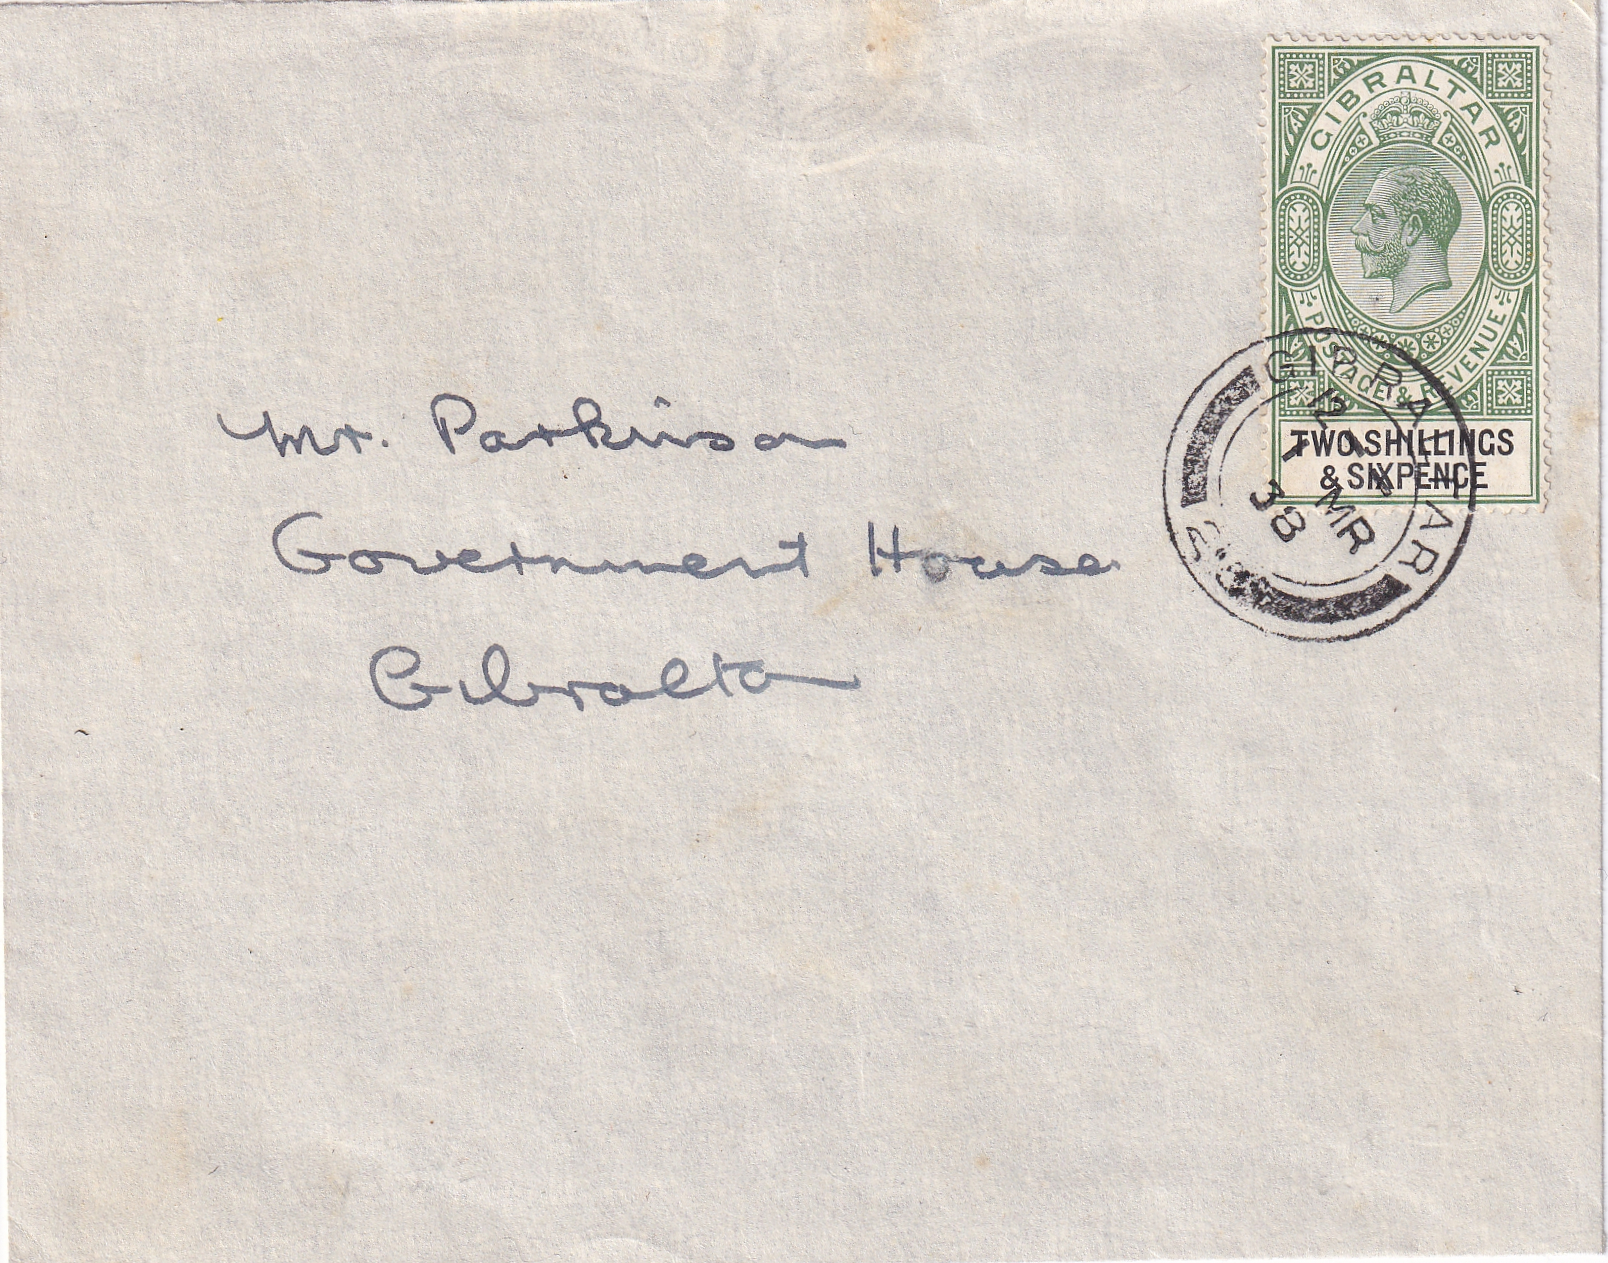 GIBRALTAR
POSTAGE & REVENUE
TWO SHILLINGS
& SIXPENCE
GIBRALTAR
MR
38
Mr. Parkinson
Government House
Gibraltar